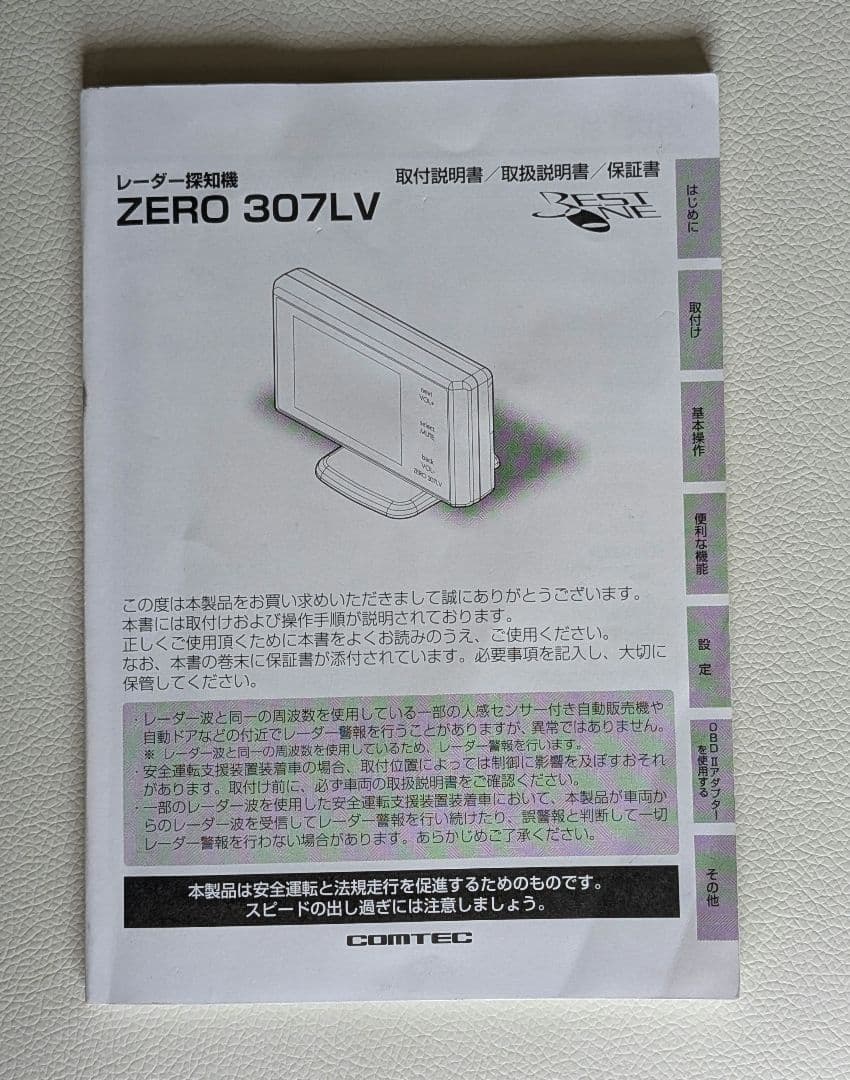 レーダー探知機
ZERO 307LV
取付説明書／取扱説明書／保証書
BEST ONE
はじめに
取付け
基本操作
便利な機能
設定
OBDⅡアダプターを使用する
その他
next
VOL+
select
MUTE
back
VOL-
ZERO 307LV
この度は本製品をお買い求めいただきまして誠にありがとうございます。
本書には取付けおよび操作手順が説明されております。
正しくご使用頂くために本書をよくお読みのうえ、ご使用ください。
なお、本書の巻末に保証書が添付されています。必要事項を記入し、大切に
保管してください。
・レーダー波と同一の周波数を使用している一部の人感センサー付き自動販売機や
自動ドアなどの付近でレーダー警報を行うことがありますが、異常ではありません。
※ レーダー波と同一の周波数を使用しているため、レーダー警報を行います。
・安全運転支援装置装着車の場合、取付位置によっては制御に影響を及ぼすおそれ
があります。取付け前に、必ず車両の取扱説明書をご確認ください。
・一部のレーダー波を使用した安全運転支援装置装着車において、本製品が車両か
らのレーダー波を受信してレーダー警報を行い続けたり、誤警報と判断して一切
レーダー警報を行わない場合があります。あらかじめご了承ください。
本製品は安全運転と法規走行を促進するためのものです。
スピードの出し過ぎには注意しましょう。
COMTEC